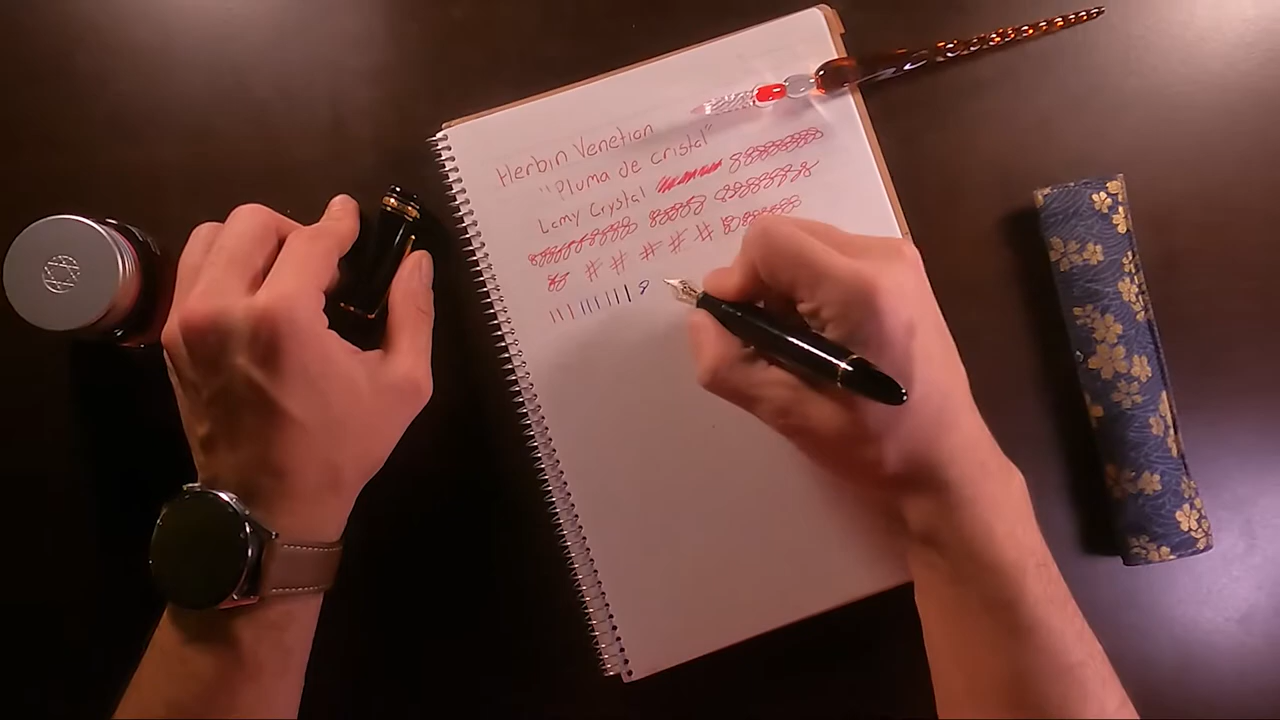 Herbin Venetian
"Pluma de cristal"
Lamy Crystal
# # # # #